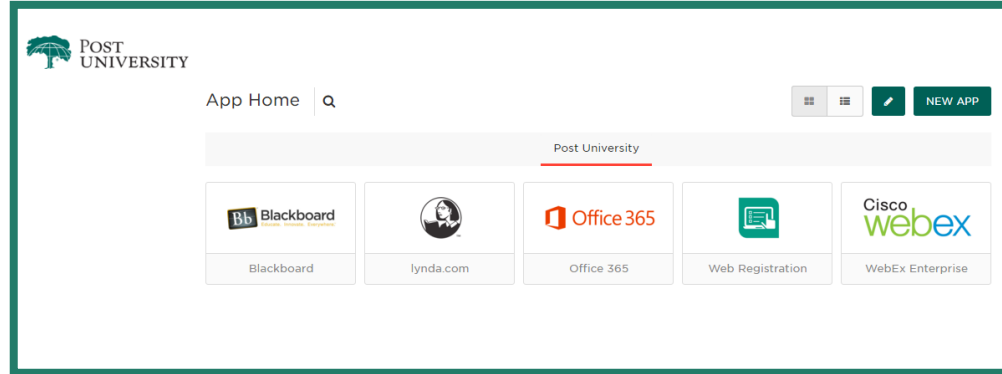 POST
UNIVERSITY
App Home
NEW APP
Post University
Bb Blackboard
Office 365
Cisco
webex
Blackboard
lynda.com
Office 365
Web Registration
WebEx Enterprise